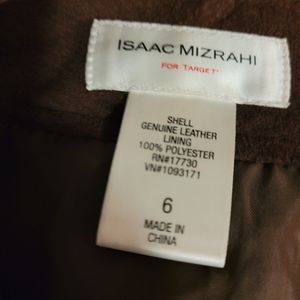 ISAAC MIZRAHI
FOR TARGET
SHELL
GENUINE LEATHER
LINING
100% POLYESTER
RN#17730
VN#1093171
6
MADE IN
CHINA